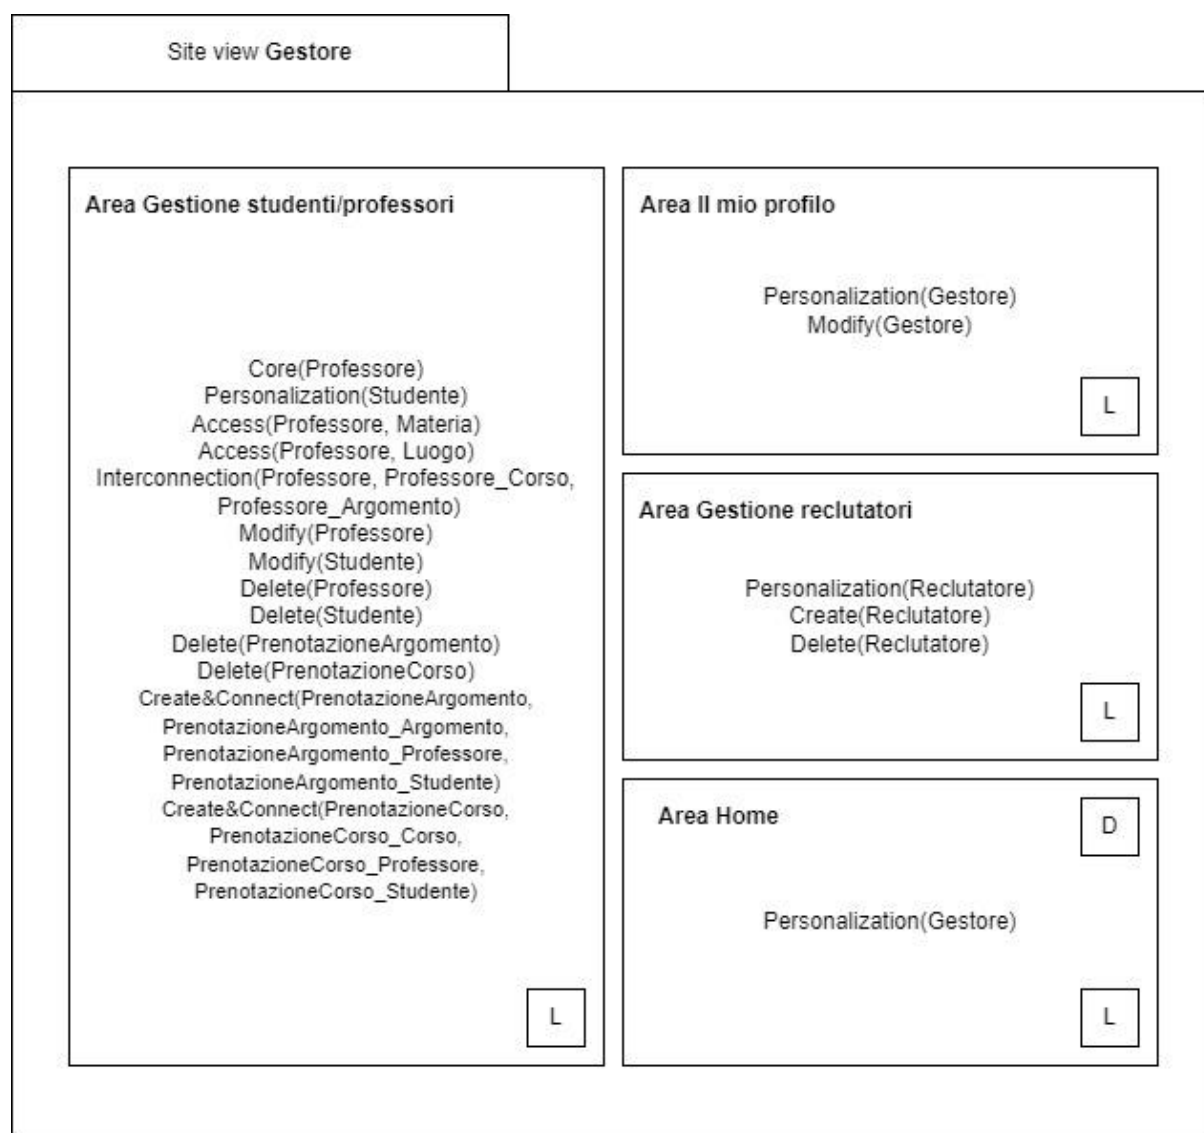 Site view Gestore
Area Gestione studenti/professori
Core(Professore)
Personalization(Studente)
Access(Professore, Materia)
Access(Professore, Luogo)
Interconnection(Professore, Professore_Corso,
Professore_Argomento)
Modify(Professore)
Modify(Studente)
Delete(Professore)
Delete(Studente)
Delete(PrenotazioneArgomento)
Delete(PrenotazioneCorso)
Create&Connect(PrenotazioneArgomento,
PrenotazioneArgomento_Argomento,
PrenotazioneArgomento_Professore,
PrenotazioneArgomento_Studente)
Create&Connect(PrenotazioneCorso,
PrenotazioneCorso_Corso,
PrenotazioneCorso_Professore,
PrenotazioneCorso_Studente)
L
Area Il mio profilo
Personalization(Gestore)
Modify(Gestore)
L
Area Gestione reclutatori
Personalization(Reclutatore)
Create(Reclutatore)
Delete(Reclutatore)
L
Area Home
D
Personalization(Gestore)
L